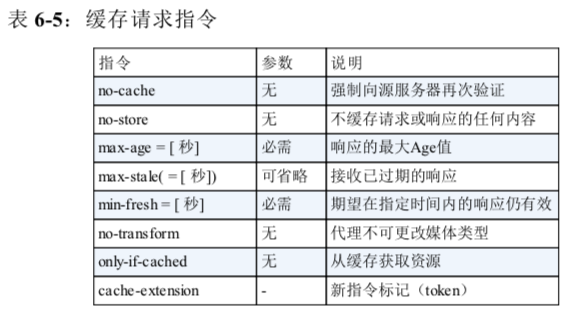 表 6-5：缓存请求指令
指令 参数 说明
no-cache 无 强制向源服务器再次验证
no-store 无 不缓存请求或响应的任何内容
max-age = [ 秒] 必需 响应的最大Age值
max-stale( = [ 秒]) 可省略 接收已过期的响应
min-fresh = [ 秒] 必需 期望在指定时间内的响应仍有效
no-transform 无 代理不可更改媒体类型
only-if-cached 无 从缓存获取资源
cache-extension - 新指令标记（token）